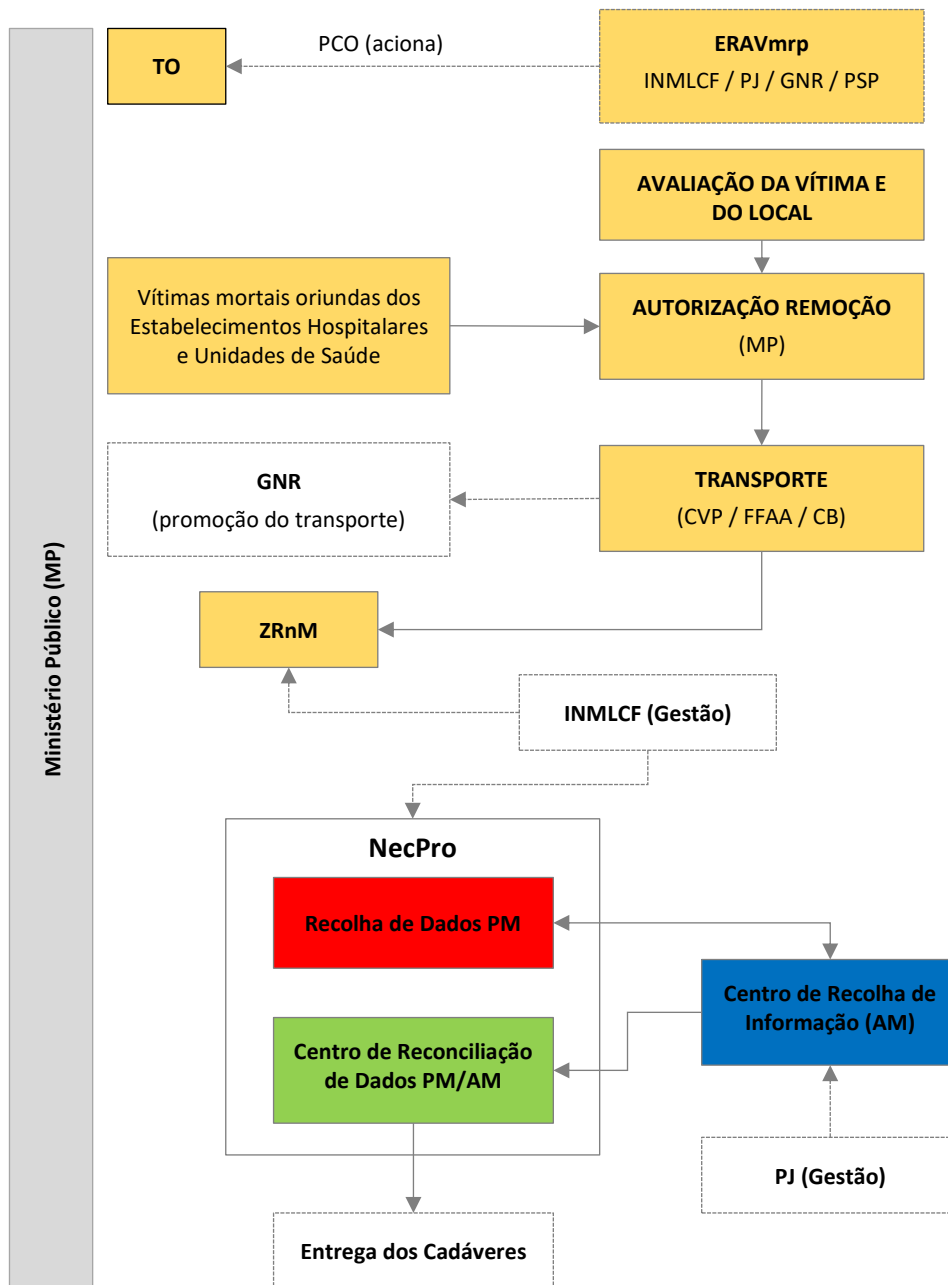 PCO (aciona)
TO
ERAVmrp
INMLCF / PJ / GNR / PSP
AVALIAÇÃO DA VÍTIMA E
DO LOCAL
Vítimas mortais oriundas dos
Estabelecimentos Hospitalares
e Unidades de Saúde
AUTORIZAÇÃO REMOÇÃO
(MP)
GNR
(promoção do transporte)
TRANSPORTE
(CVP / FFAA / CB)
Ministério Público (MP)
ZRnM
INMLCF (Gestão)
NecPro
Recolha de Dados PM
Centro de Recolha de
Informação (AM)
Centro de Reconciliação
de Dados PM/AM
PJ (Gestão)
Entrega dos Cadáveres